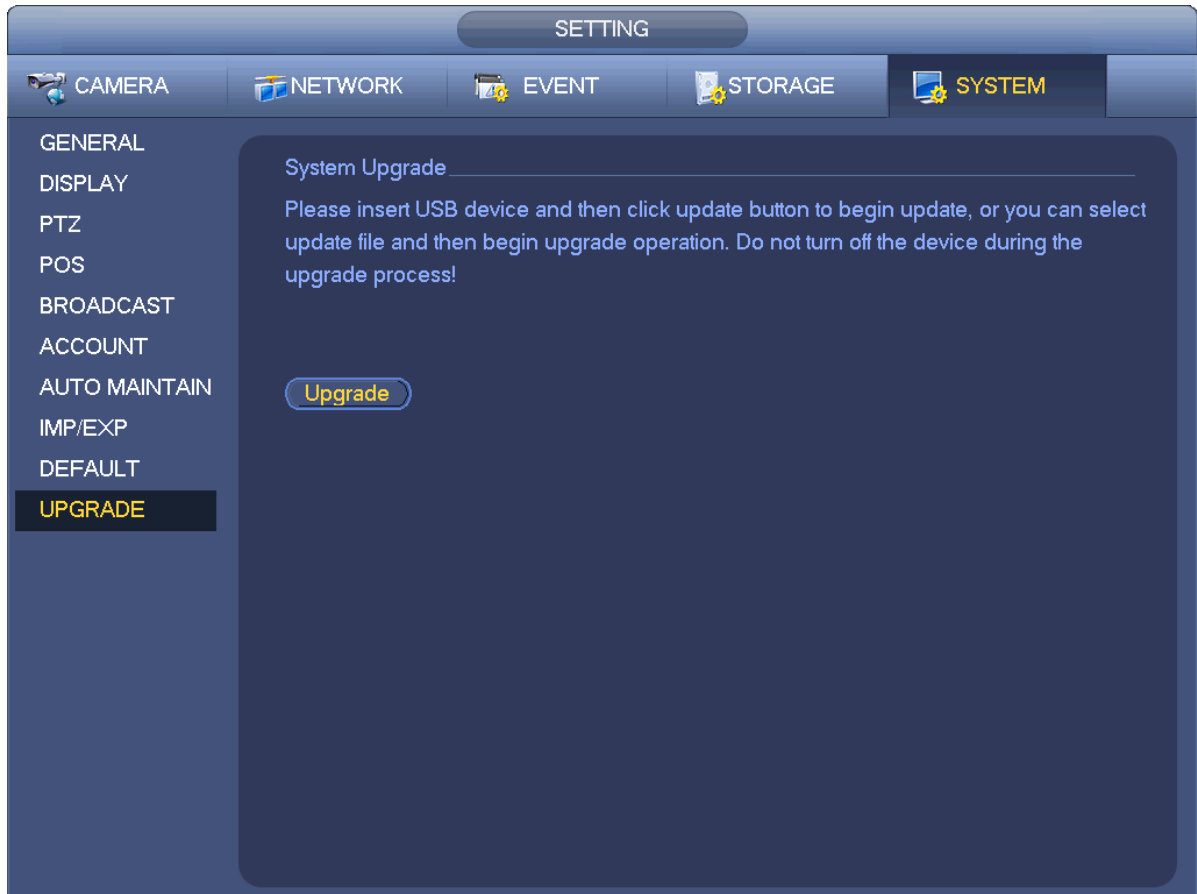 SETTING
CAMERA NETWORK EVENT STORAGE SYSTEM
GENERAL
DISPLAY
PTZ
POS
BROADCAST
ACCOUNT
AUTO MAINTAIN
IMP/EXP
DEFAULT
UPGRADE
System Upgrade
Please insert USB device and then click update button to begin update, or you can select
update file and then begin upgrade operation. Do not turn off the device during the
upgrade process!
Upgrade